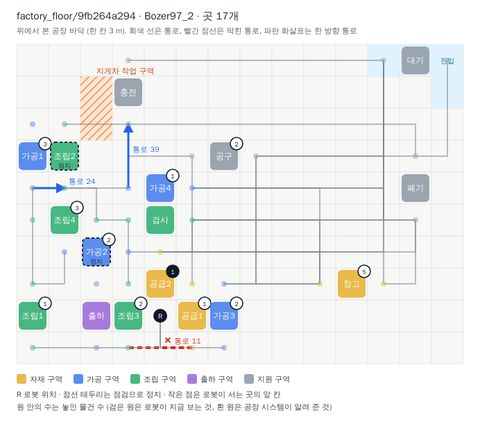 factory_floor/9fb264a294 · Bozer97_2 · 곳 17개
위에서 본 공장 바닥 (한 칸 3 m). 회색 선은 통로, 빨간 점선은 막힌 통로, 파란 화살표는 한 방향 통로
대기
진입
지게차 작업 구역
충전
통로 39
가공1
3
조립2
정지
공구
2
통로 24
가공4
1
폐기
조립4
3
검사
가공2
정지
2
공급2
1
창고
5
조립1
1
출하
조립3
2
R
공급1
1
가공3
2
✕ 통로 11
자재 구역
가공 구역
조립 구역
출하 구역
지원 구역
R 로봇 위치 · 점선 테두리는 점검으로 정지 · 작은 점은 로봇이 서는 곳의 앞 칸
원 안의 수는 놓인 물건 수 (검은 원은 로봇이 지금 보는 것, 흰 원은 공장 시스템이 알려 준 것)